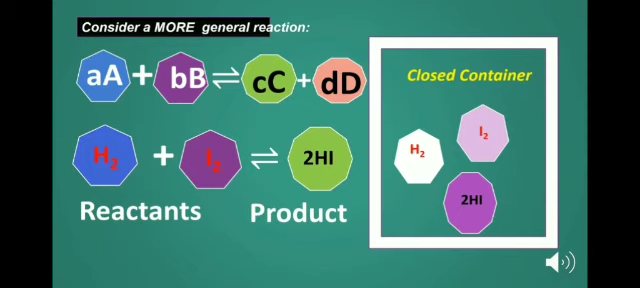 Consider a MORE general reaction:
aA + bB ⇌ cC + dD
H₂ + I₂ ⇌ 2HI
Reactants Product
Closed Container
I₂
H₂
2HI